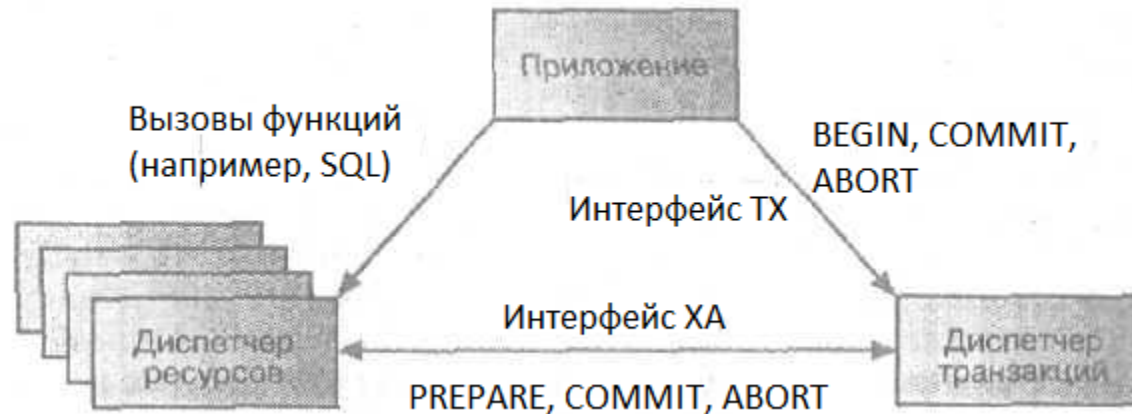 Приложение
Вызовы функций
(например, SQL)
BEGIN, COMMIT,
ABORT
Интерфейс TX
Интерфейс XA
Диспетчер
ресурсов
Диспетчер
транзакций
PREPARE, COMMIT, ABORT